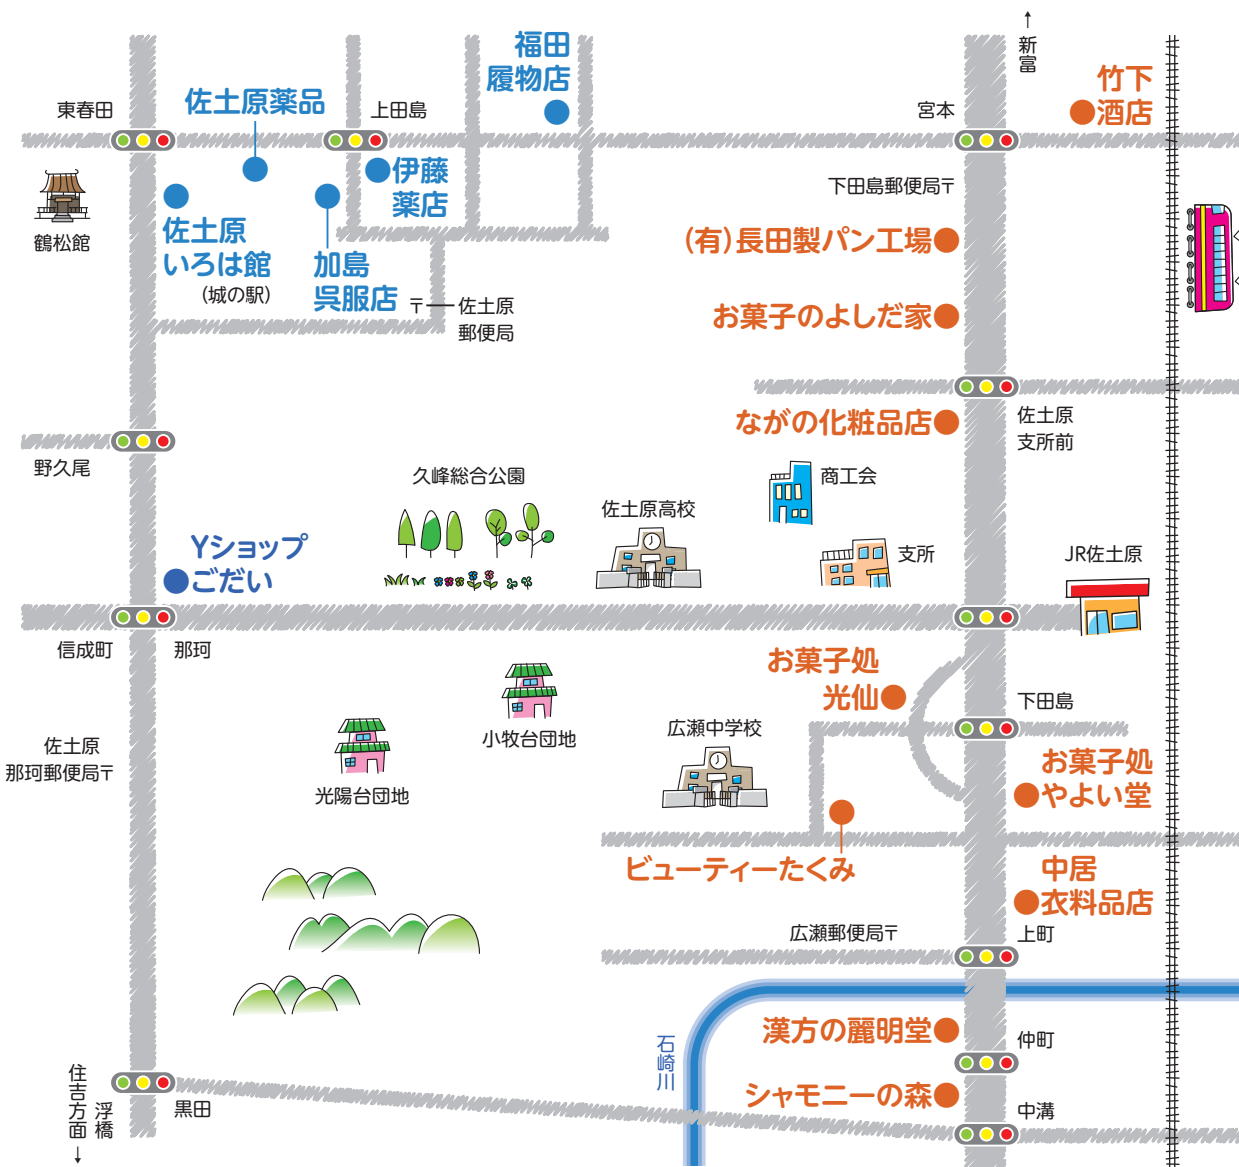 ↑
新富
福田
履物店
竹下
酒店
東春田
佐土原薬品
上田島
宮本
伊藤
薬店
下田島郵便局〒
鶴松館
佐土原
いろは館
(城の駅)
加島
呉服店
(有)長田製パン工場
〒
佐土原
郵便局
お菓子のよしだ家
ながの化粧品店
佐土原
支所前
野久尾
久峰総合公園
佐土原高校
商工会
Yショップ
ごだい
支所
JR佐土原
信成町
那珂
お菓子処
光仙
下田島
小牧台団地
広瀬中学校
佐土原
那珂郵便局〒
光陽台団地
お菓子処
やよい堂
ビューティーたくみ
中居
衣料品店
広瀬郵便局〒
上町
石崎川
漢方の麗明堂
仲町
シャモニーの森
住吉方面
↓
浮橋
黒田
中溝